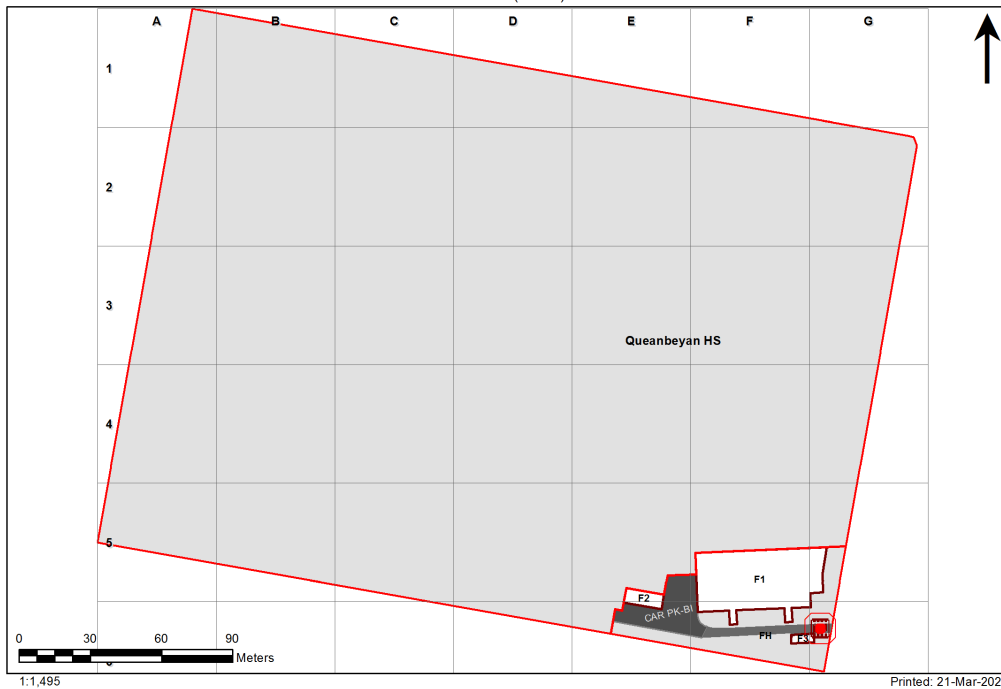 A B C D E F G
1
2
3
Queanbeyan HS
4
5
F1
F2
CAR PK-BI
FH
F3
0 30 60 90
Meters
1:1,495
Printed: 21-Mar-202